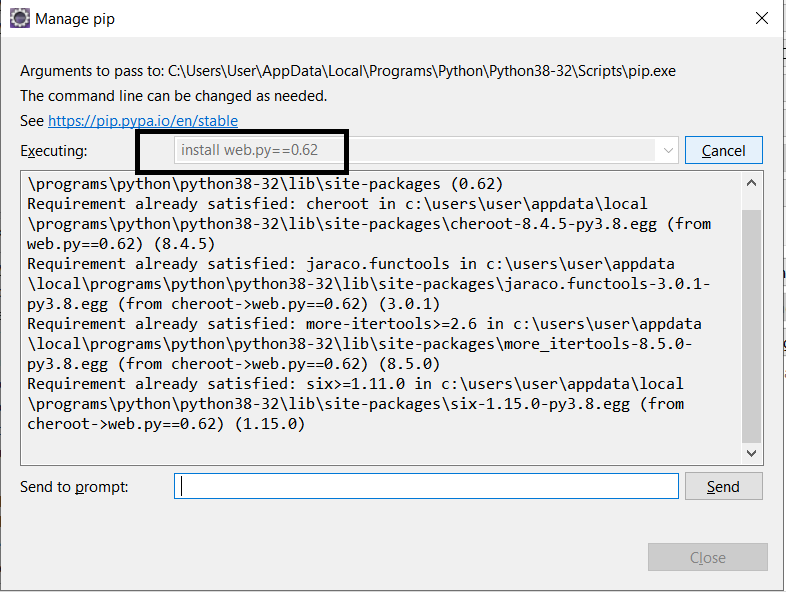 Manage pip
Arguments to pass to: C:\Users\User\AppData\Local\Programs\Python\Python38-32\Scripts\pip.exe
The command line can be changed as needed.
See https://pip.pypa.io/en/stable
Executing:
install web.py==0.62
Cancel
\programs\python\python38-32\lib\site-packages (0.62)
Requirement already satisfied: cheroot in c:\users\user\appdata\local
\programs\python\python38-32\lib\site-packages\cheroot-8.4.5-py3.8.egg (from
web.py==0.62) (8.4.5)
Requirement already satisfied: jaraco.functools in c:\users\user\appdata
\local\programs\python\python38-32\lib\site-packages\jaraco.functools-3.0.1-
py3.8.egg (from cheroot->web.py==0.62) (3.0.1)
Requirement already satisfied: more-itertools>=2.6 in c:\users\user\appdata
\local\programs\python\python38-32\lib\site-packages\more_itertools-8.5.0-
py3.8.egg (from cheroot->web.py==0.62) (8.5.0)
Requirement already satisfied: six>=1.11.0 in c:\users\user\appdata\local
\programs\python\python38-32\lib\site-packages\six-1.15.0-py3.8.egg (from
cheroot->web.py==0.62) (1.15.0)
Send to prompt:
Send
Close